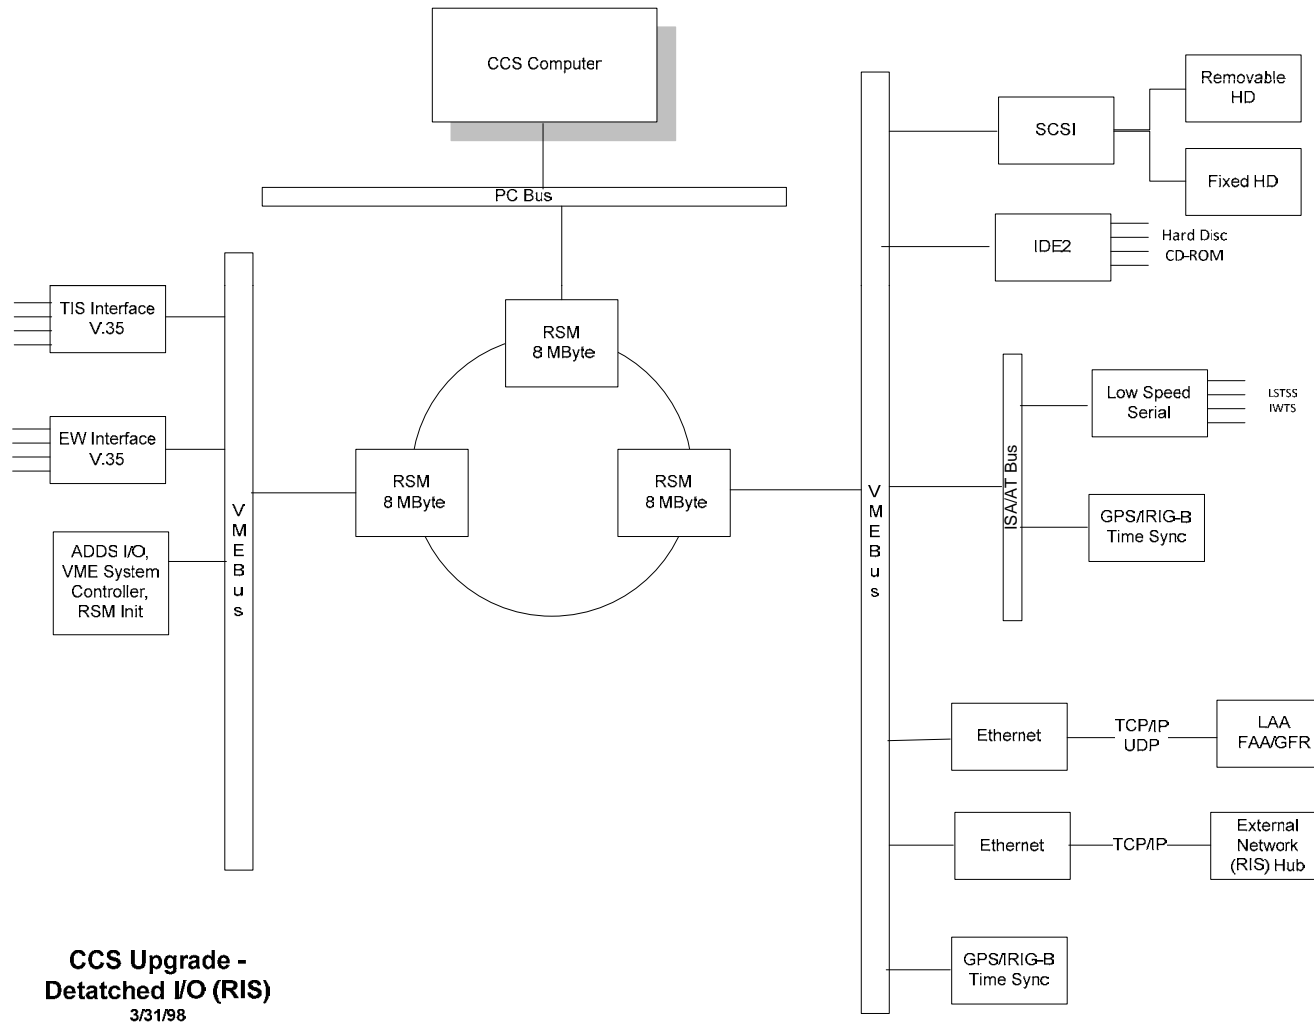 CCS Computer
PC Bus
Removable
HD
SCSI
Fixed HD
IDE2
Hard Disc
CD-ROM
TIS Interface
V.35
RSM
8 MByte
EW Interface
V.35
RSM
8 MByte
RSM
8 MByte
ADDS I/O,
VME System
Controller,
RSM Init
VMEBus
VMEBus
ISA/AT Bus
Low Speed
Serial
LSTSS
IWTS
GPS/IRIG-B
Time Sync
Ethernet
TCP/IP
UDP
LAA
FAA/GFR
Ethernet
TCP/IP
External
Network
(RIS) Hub
GPS/IRIG-B
Time Sync
CCS Upgrade -
Detatched I/O (RIS)
3/31/98